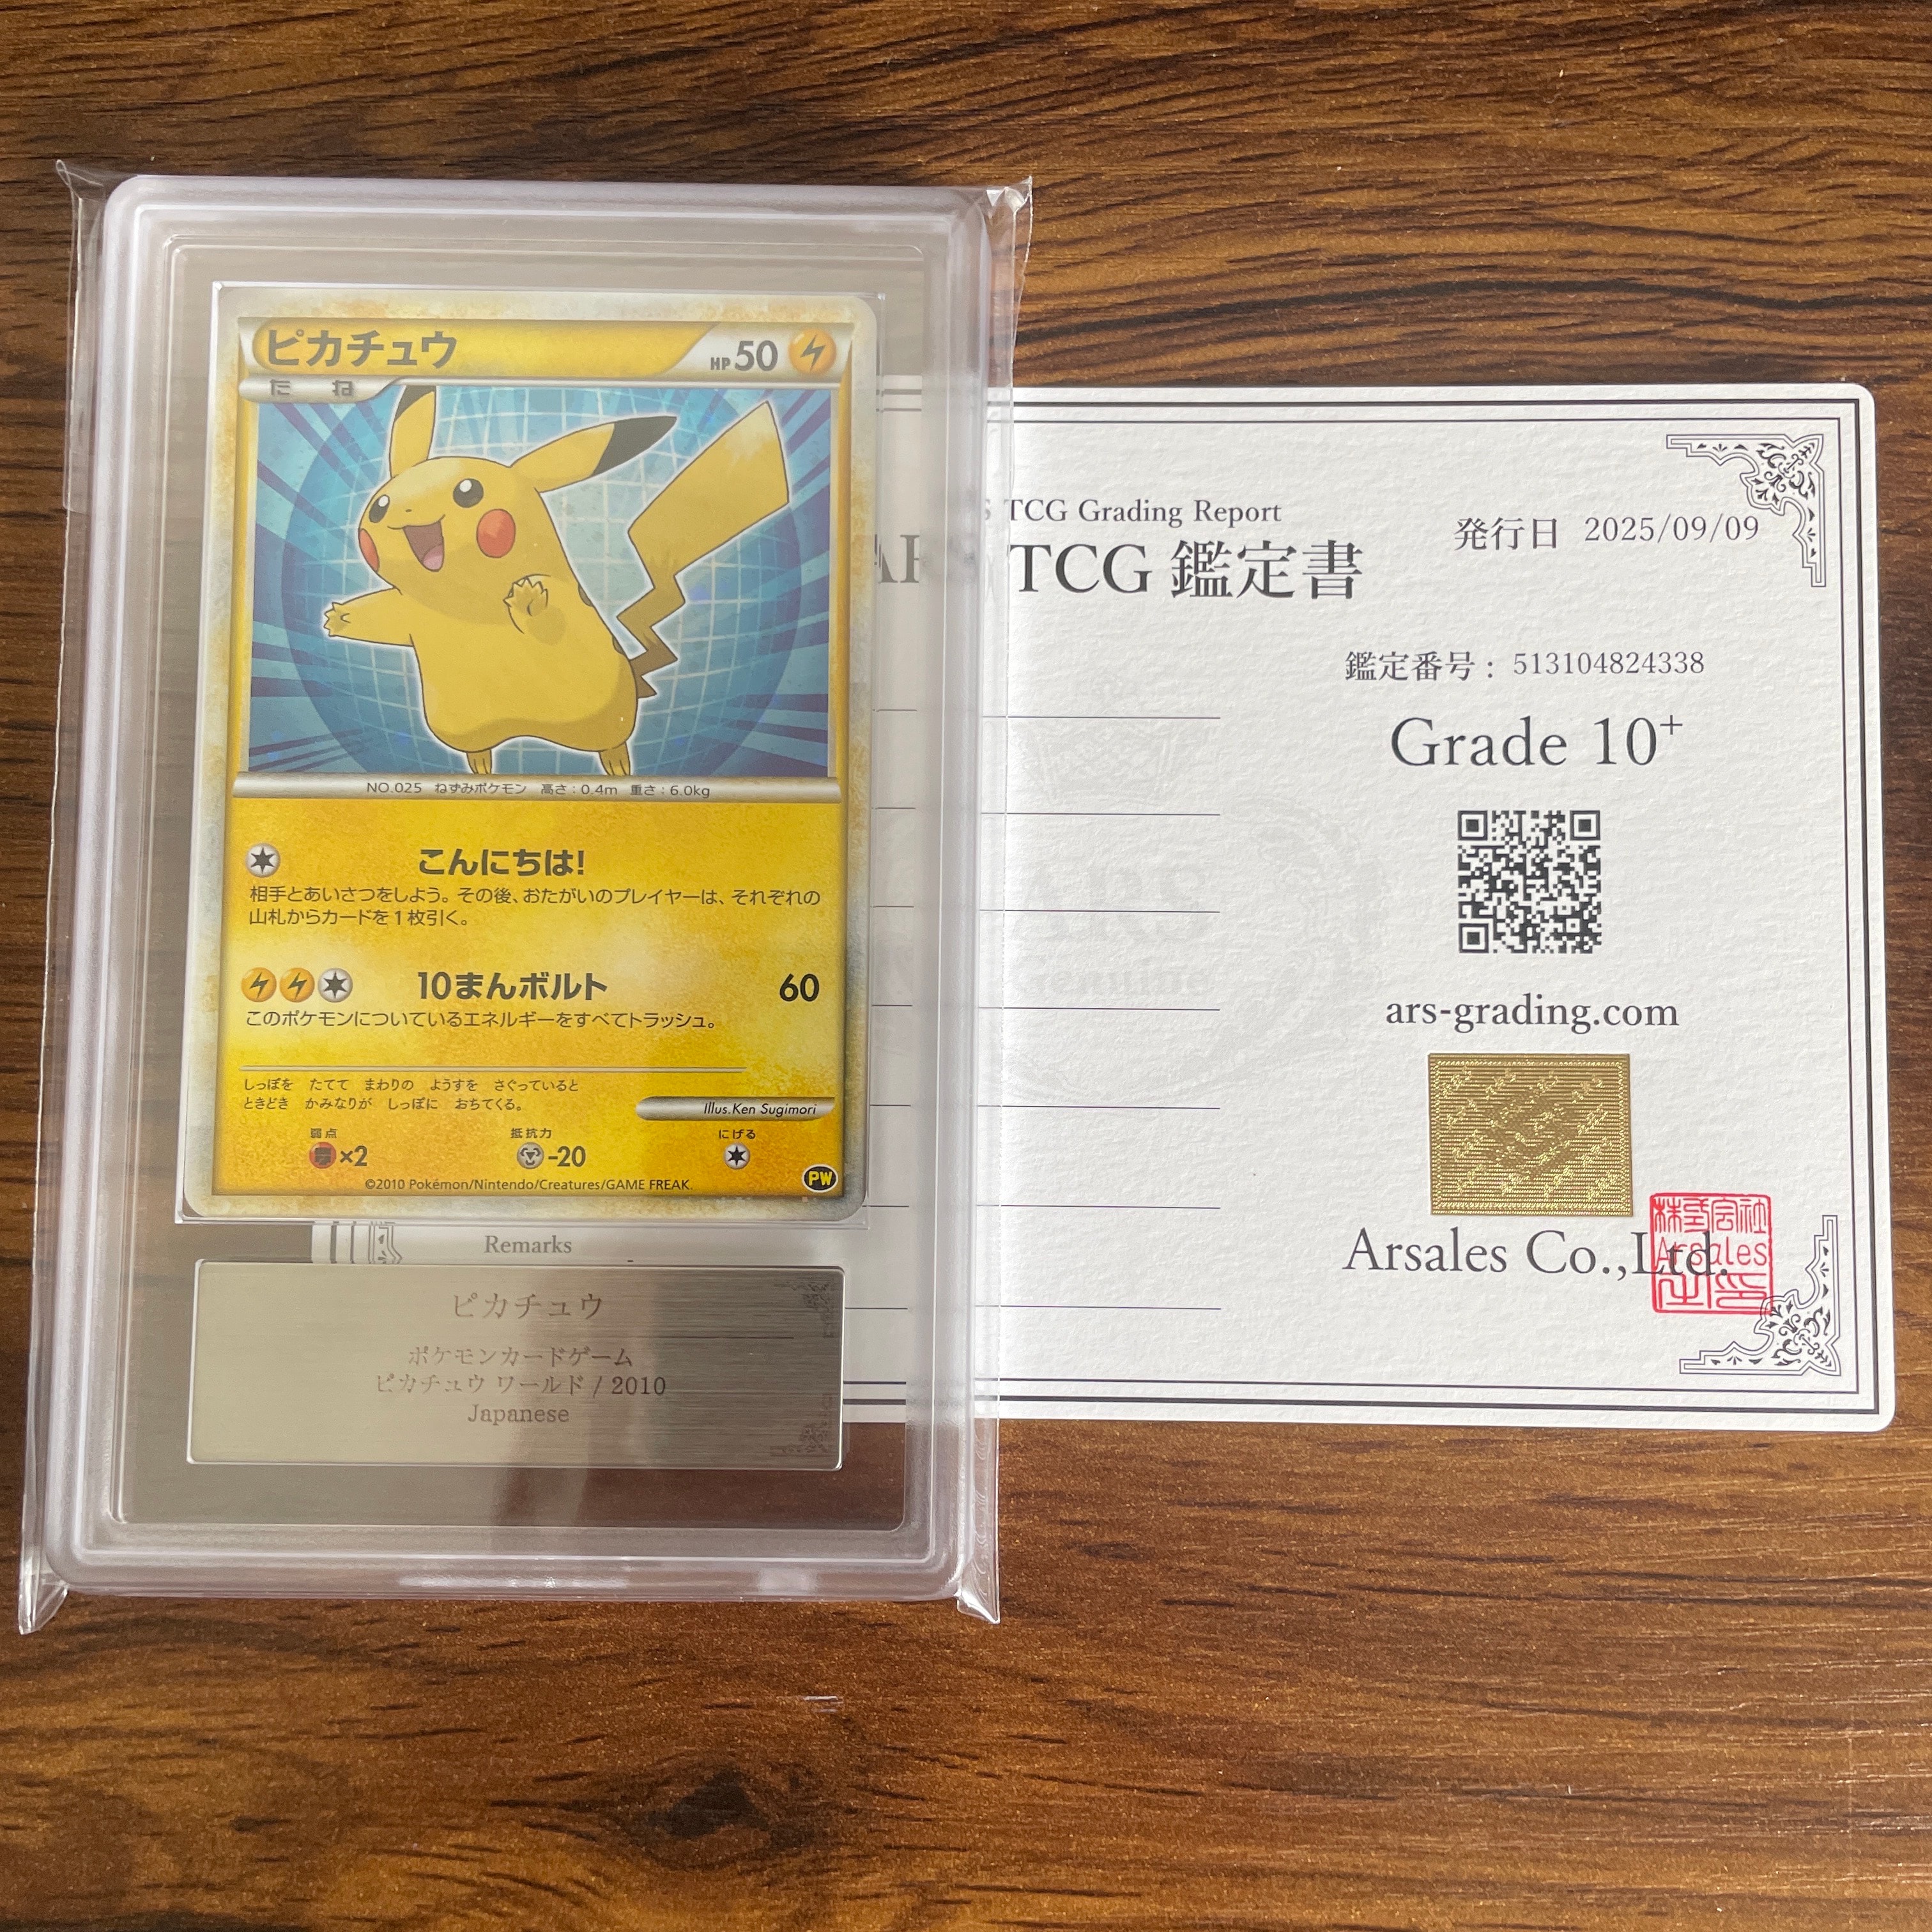 ピカチュウ
HP 50
たね
NO.025 ねずみポケモン 高さ：0.4m 重さ：6.0kg
こんにちは！
相手とあいさつをしよう。その後、おたがいのプレイヤーは、それぞれの
山札からカードを1枚引く。
10まんボルト 60
このポケモンについているエネルギーをすべてトラッシュ。
しっぽを たてて まわりの ようすを さぐっていると
ときどき かみなりが しっぽに おちてくる。
Illus.Ken Sugimori
弱点 抵抗力 にげる
×2 -20
©2010 Pokémon/Nintendo/Creatures/GAME FREAK.
PW
Remarks
ピカチュウ
ポケモンカードゲーム
ピカチュウ ワールド / 2010
Japanese
S TCG Grading Report
発行日 2025/09/09
TCG 鑑定書
鑑定番号： 513104824338
Grade 10+
ars-grading.com
Arsales Co.,Ltd.
株式会社
Arsales